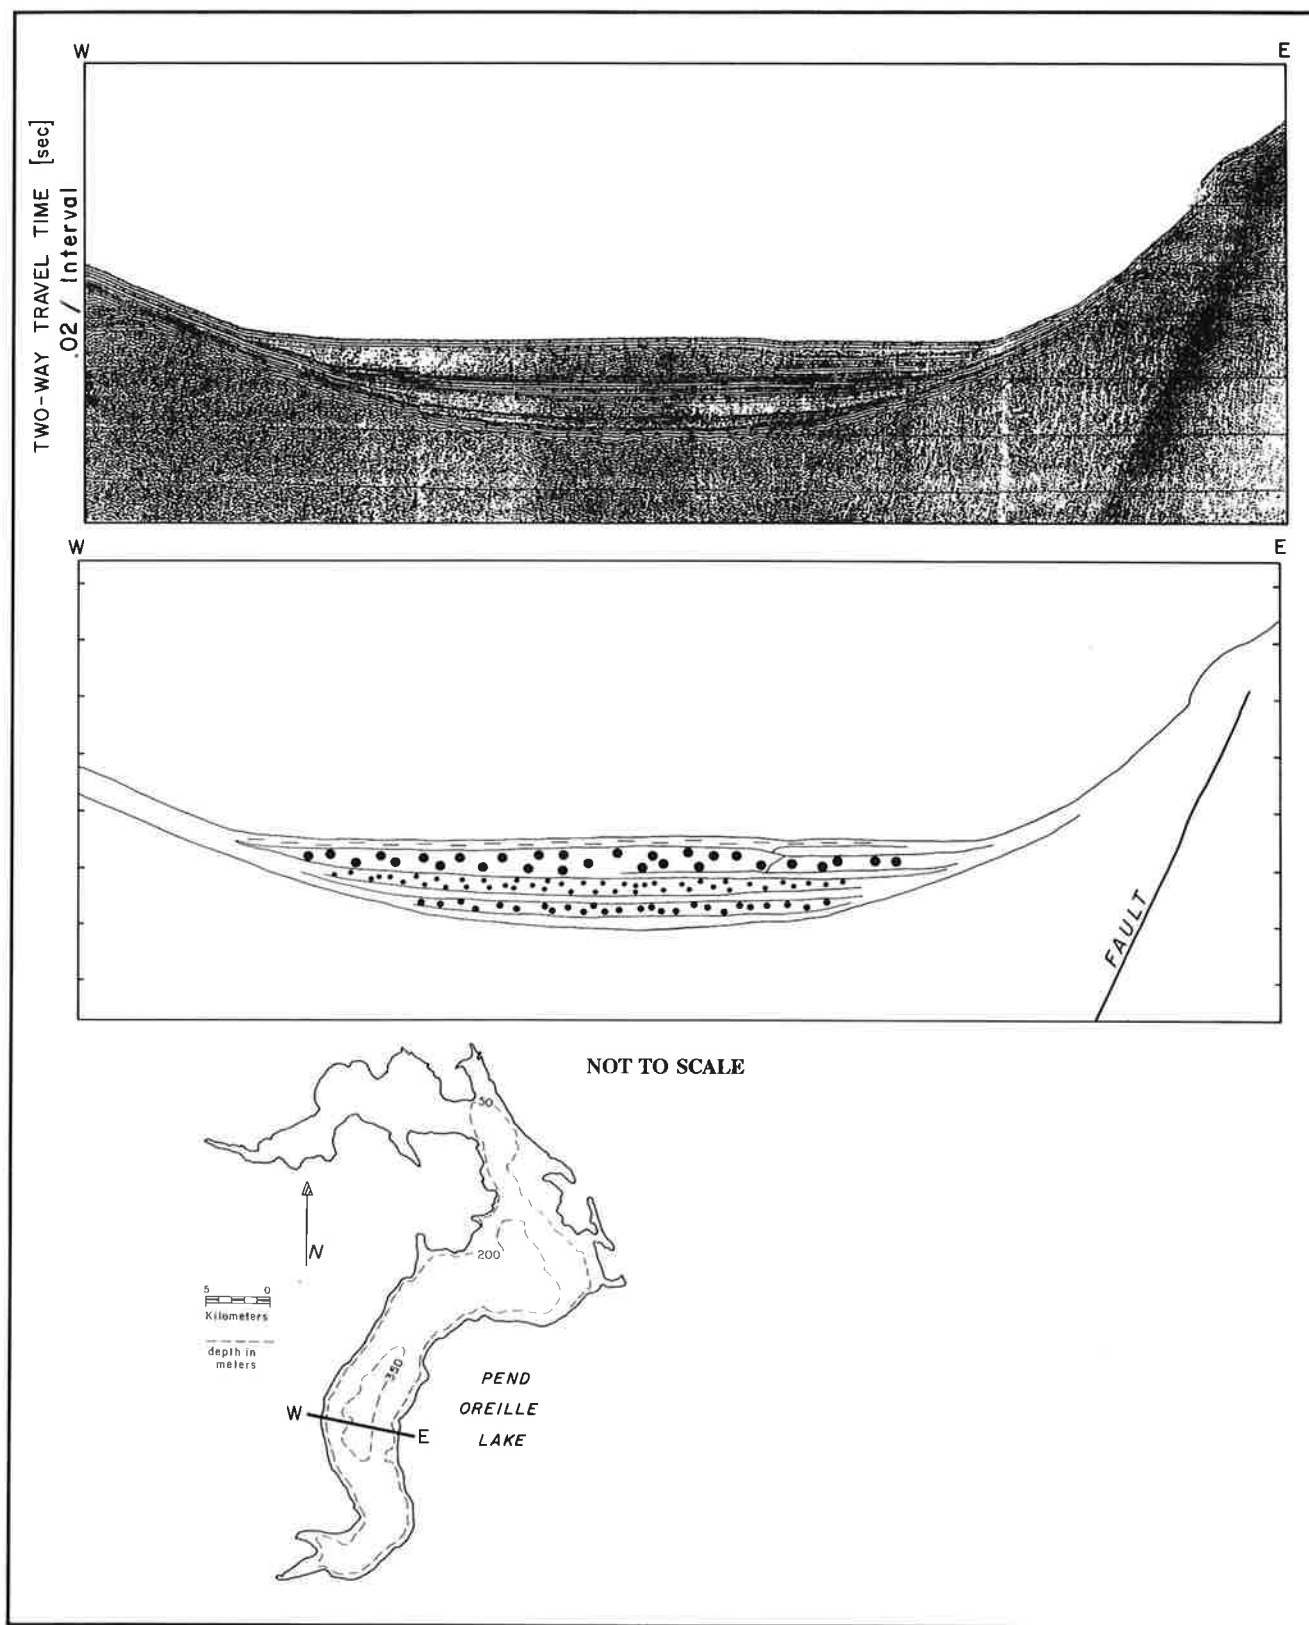 W E
TWO-WAY TRAVEL TIME [sec]
.02 / Interval
W E
FAULT
NOT TO SCALE
50
N
200
5 0
Kilometers
depth in
meters
350
PEND
OREILLE
LAKE
W
E